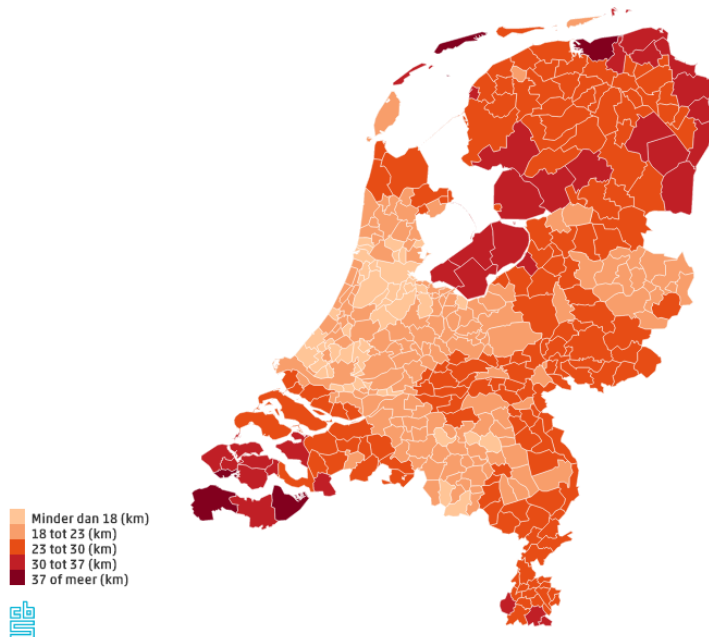 Minder dan 18 (km)
18 tot 23 (km)
23 tot 30 (km)
30 tot 37 (km)
37 of meer (km)
cbs